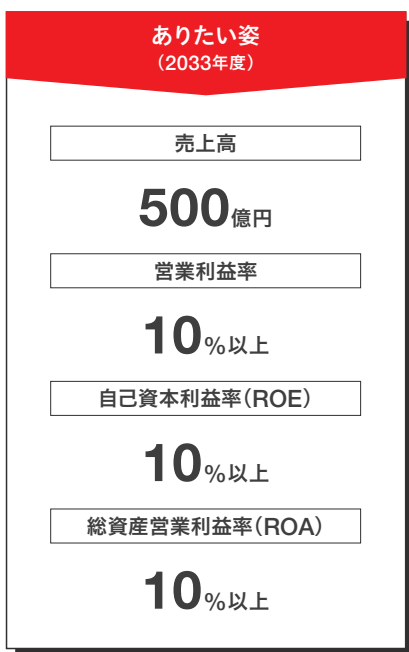 ありたい姿
（2033年度）
売上高
500億円
営業利益率
10％以上
自己資本利益率（ROE）
10％以上
総資産営業利益率（ROA）
10％以上